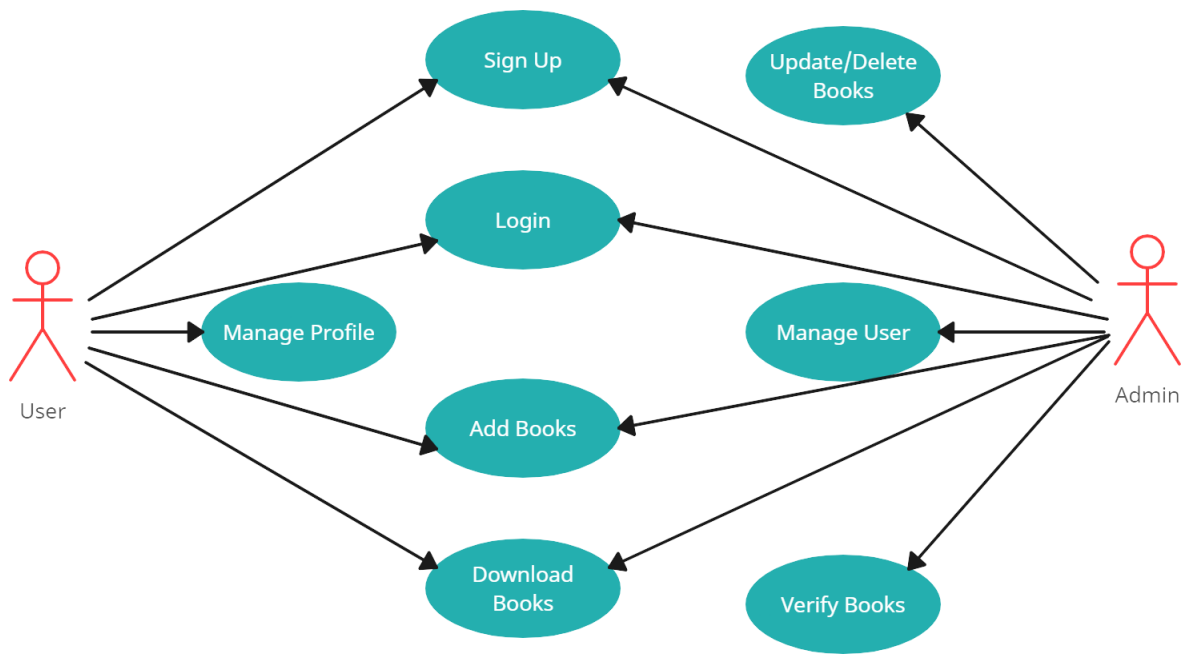 Sign Up
Update/Delete
Books
Login
Manage Profile
Manage User
User
Admin
Add Books
Download
Books
Verify Books